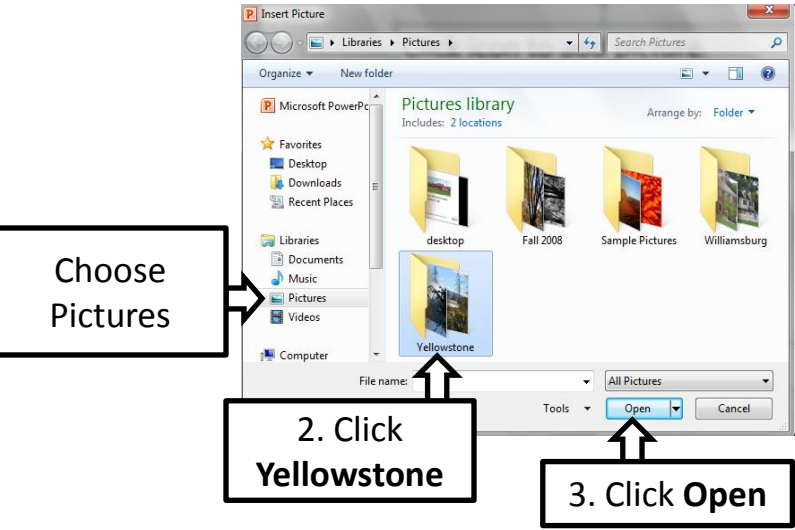 Insert Picture
Libraries Pictures
Search Pictures
Organize New folder
Microsoft PowerPo
Pictures library
Includes: 2 locations
Arrange by: Folder
Favorites
Desktop
Downloads
Recent Places
Libraries
Documents
Music
Pictures
Videos
Computer
desktop
Fall 2008
Sample Pictures
Williamsburg
Yellowstone
File name:
All Pictures
Tools
Open
Cancel
Choose
Pictures
2. Click
Yellowstone
3. Click Open